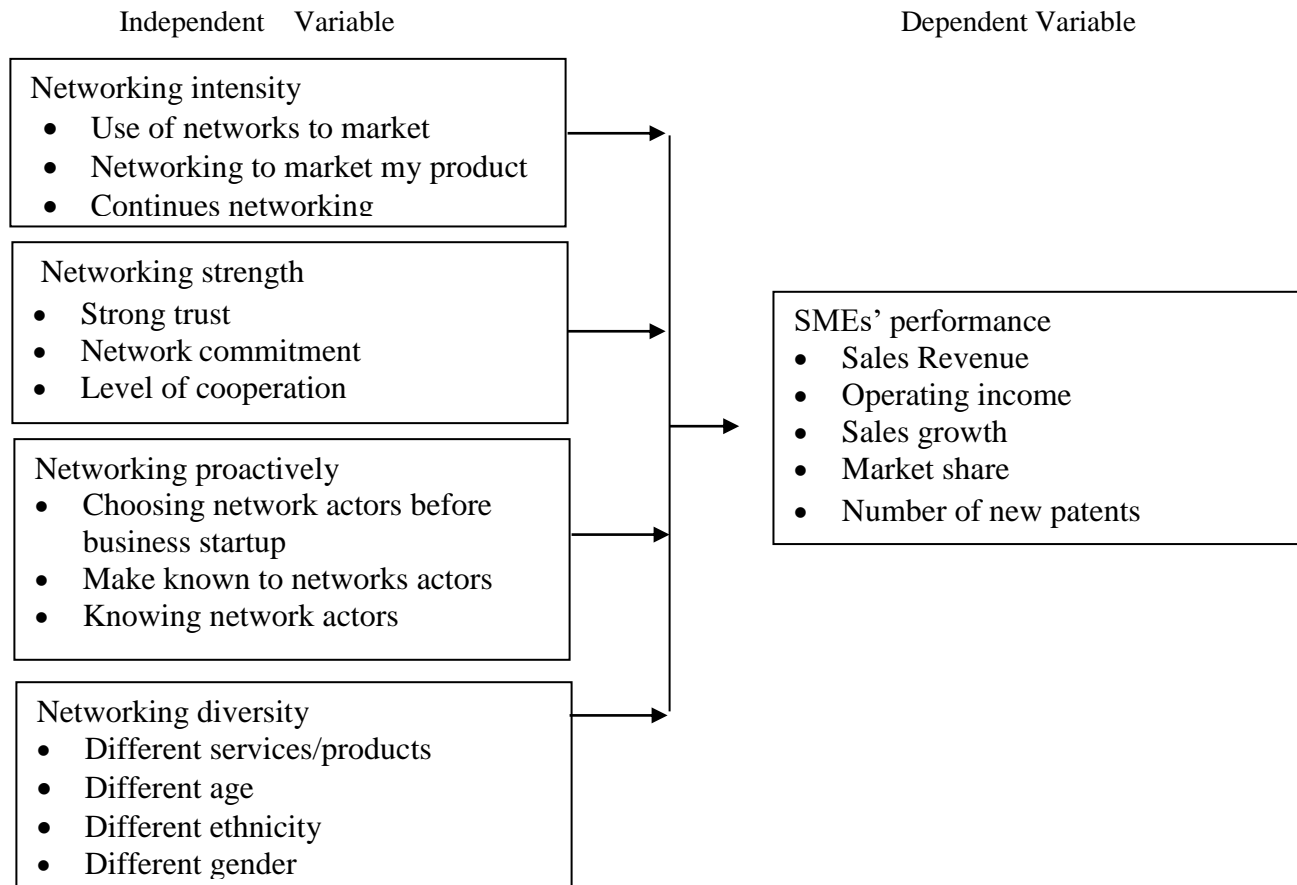 Independent Variable
Dependent Variable
Networking intensity
• Use of networks to market
• Networking to market my product
• Continues networking
Networking strength
• Strong trust
• Network commitment
• Level of cooperation
Networking proactively
• Choosing network actors before
business startup
• Make known to networks actors
• Knowing network actors
Networking diversity
• Different services/products
• Different age
• Different ethnicity
• Different gender
SMEs’ performance
• Sales Revenue
• Operating income
• Sales growth
• Market share
• Number of new patents